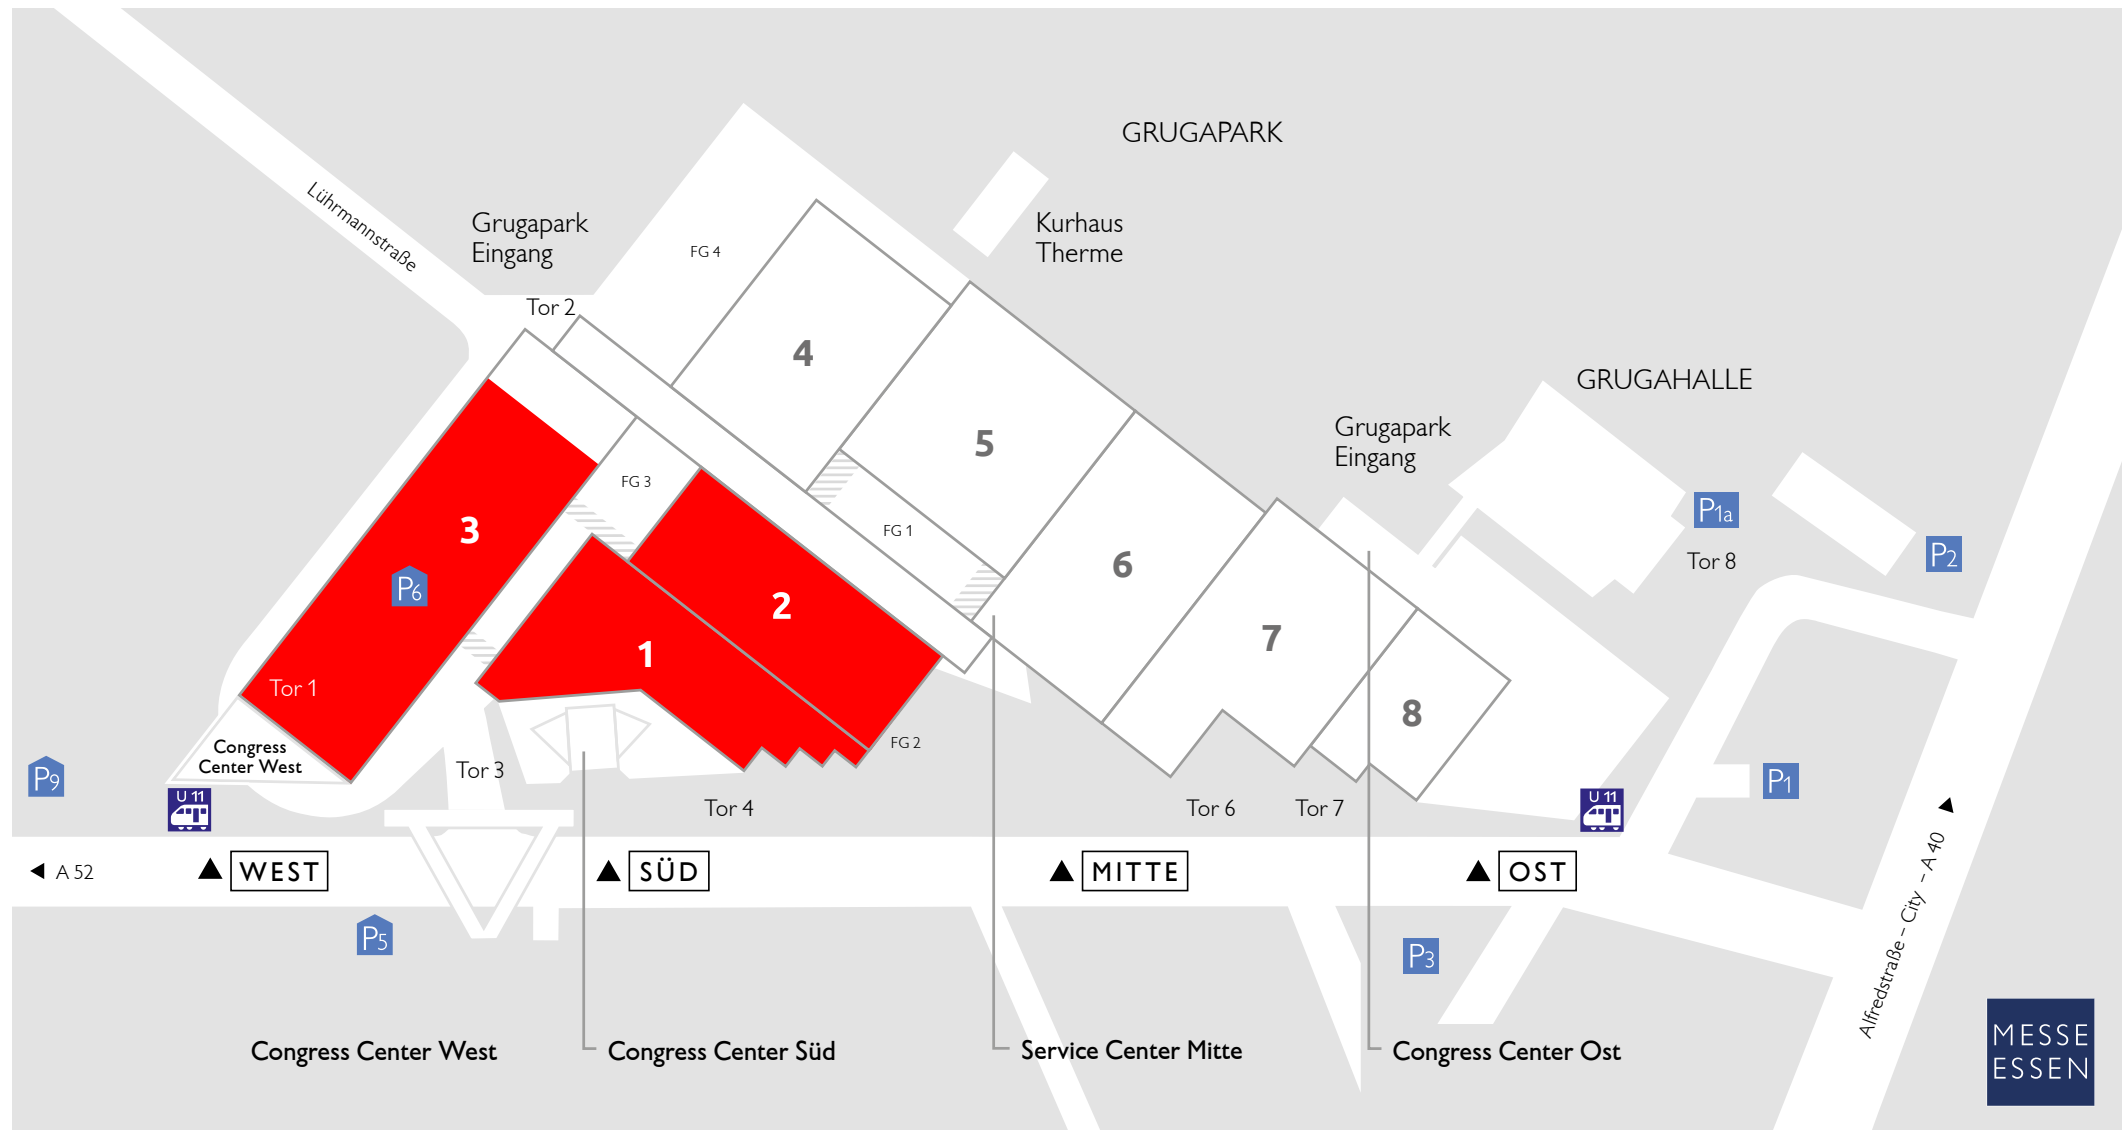 GRUGAPARK
Lührmannstraße
Grugapark
Eingang
FG 4
Kurhaus
Therme
Tor 2
4
GRUGAHALLE
5
Grugapark
Eingang
3
FG 3
FG 1
P1a
Tor 8
P2
P6
2
6
1
7
Tor 1
8
Congress
Center West
FG 2
P9
Tor 3
U 11
Tor 4
Tor 6
Tor 7
U 11
P1
A 52
WEST
SÜD
MITTE
OST
Alfredstraße – City – A 40
P5
P3
Congress Center West
Congress Center Süd
Service Center Mitte
Congress Center Ost
MESSE
ESSEN